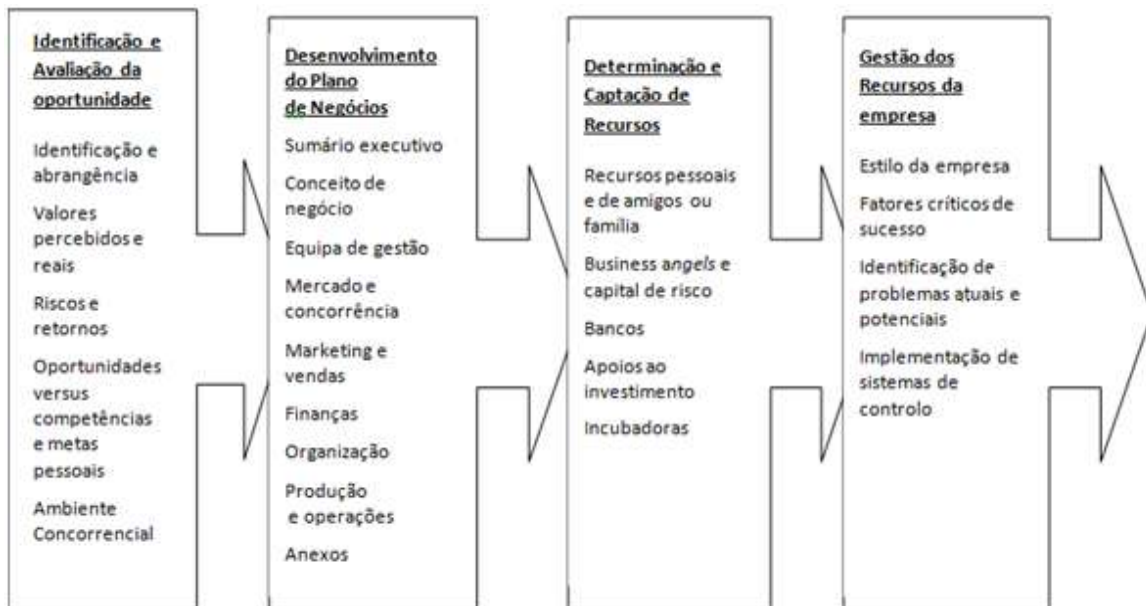 Identificação e
Avaliação da
oportunidade
Identificação e
abrangência
Valores
percebidos e
reais
Riscos e
retornos
Oportunidades
versus
competências
e metas
pessoais
Ambiente
Concorrencial
Desenvolvimento
do Plano
de Negócios
Sumário executivo
Conceito de
negócio
Equipa de gestão
Mercado e
concorrência
Marketing e
vendas
Finanças
Organização
Produção
e operações
Anexos
Determinação e
Captação de
Recursos
Recursos pessoais
e de amigos ou
família
Business angels e
capital de risco
Bancos
Apoios ao
investimento
Incubadoras
Gestão dos
Recursos da
empresa
Estilo da empresa
Fatores críticos de
sucesso
Identificação de
problemas atuais e
potenciais
Implementação de
sistemas de
controlo